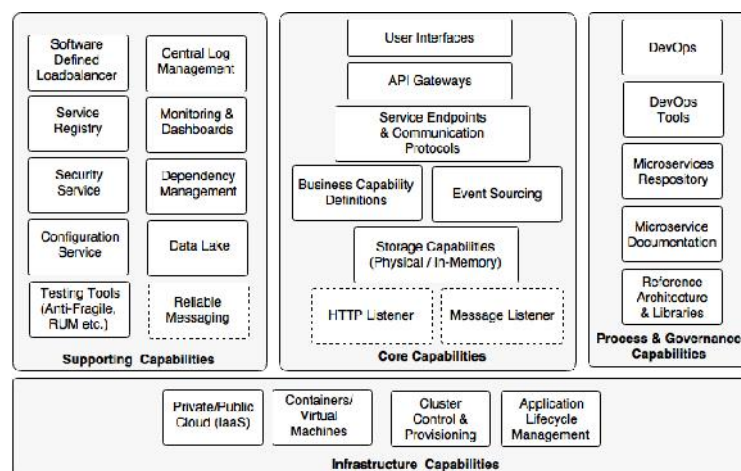 Software
Defined
Loadbalancer
Central Log
Management
Service
Registry
Monitoring &
Dashboards
Security
Service
Dependency
Management
Configuration
Service
Data Lake
Testing Tools
(Anti-Fragile,
RUM etc.)
Reliable
Messaging
Supporting Capabilities
User Interfaces
API Gateways
Service Endpoints
& Communication
Protocols
Business Capability
Definitions
Event Sourcing
Storage Capabilities
(Physical / In-Memory)
HTTP Listener
Message Listener
Core Capabilities
DevOps
DevOps
Tools
Microservices
Respository
Microservice
Documentation
Reference
Architecture
& Libraries
Process & Governance
Capabilities
Private/Public
Cloud (IaaS)
Containers/
Virtual
Machines
Cluster
Control &
Provisioning
Application
Lifecycle
Management
Infrastructure Capabilities